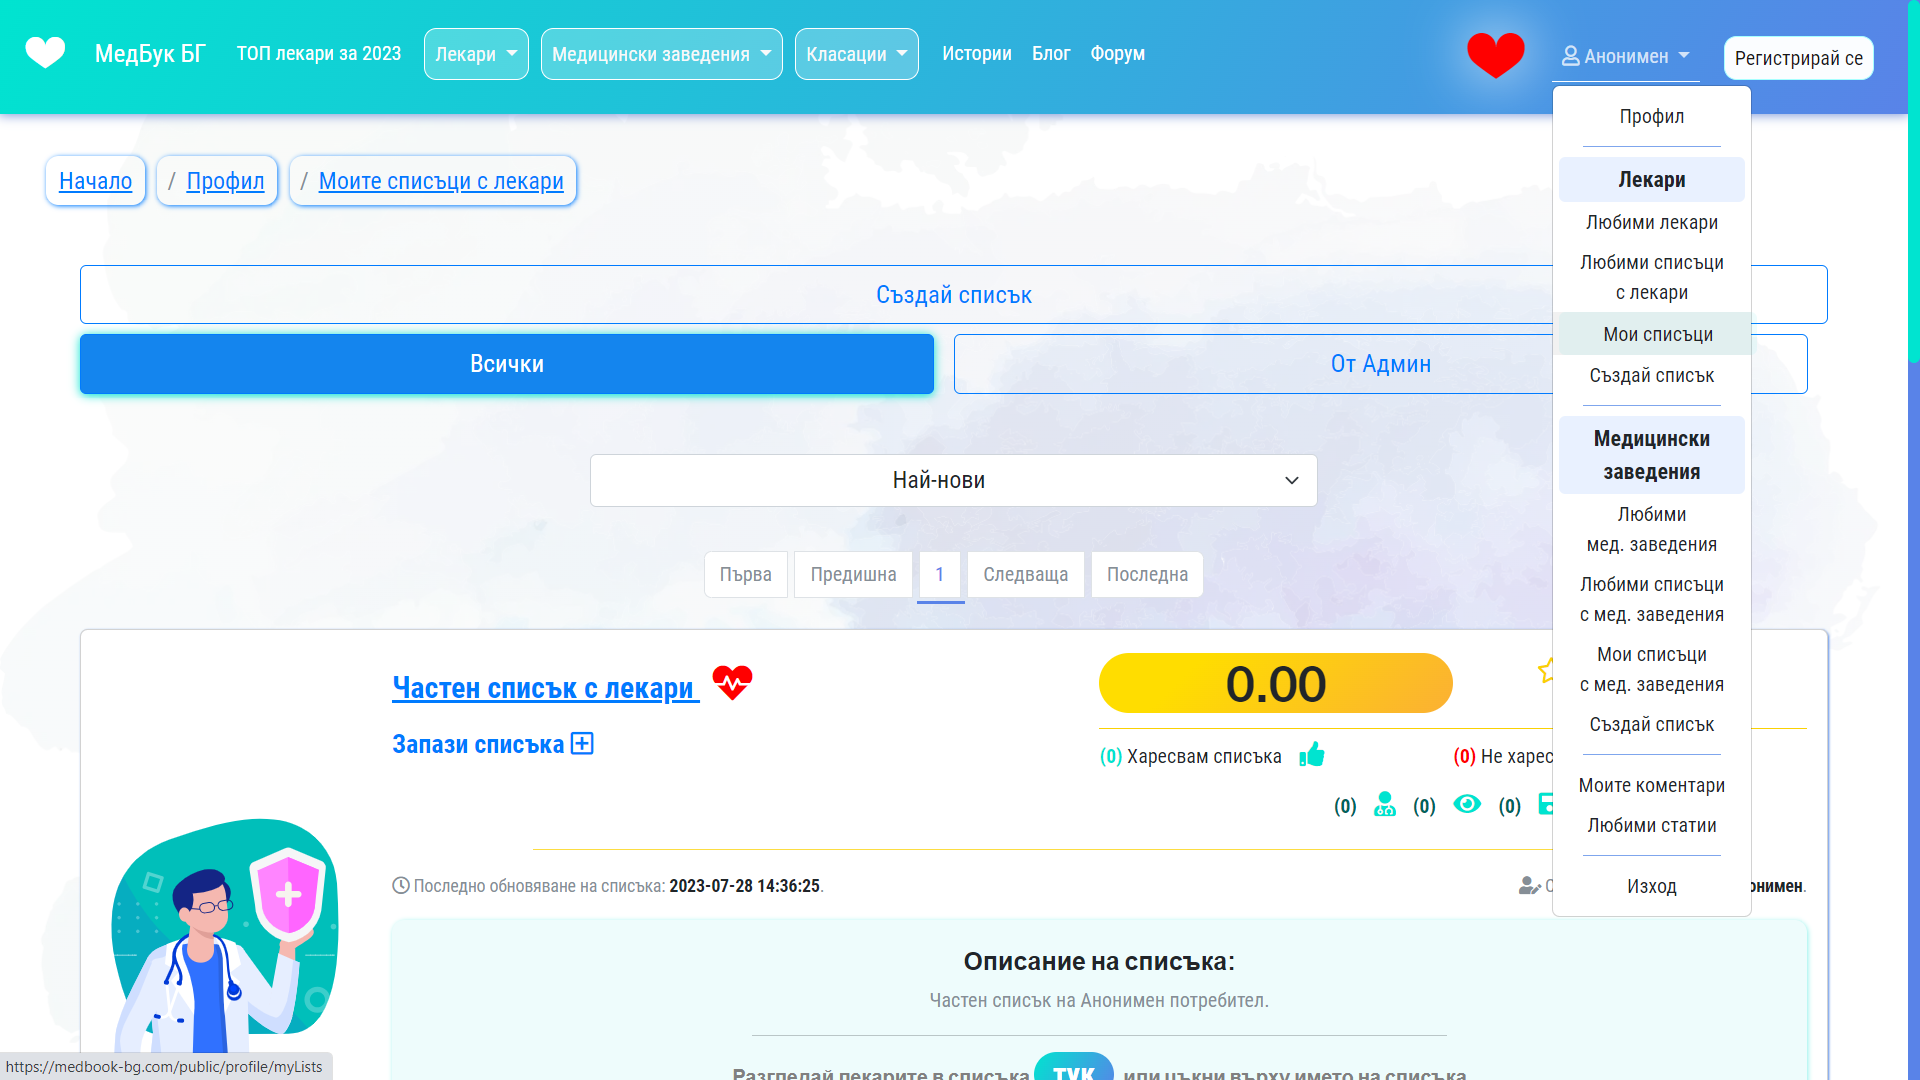 МедБук БГ
ТОП лекари за 2023
Лекари
Медицински заведения
Класации
Истории
Блог
Форум
Анонимен
Регистрирай се
Начало
/ Профил
/ Моите списъци с лекари
Създай списък
Всички
От Админ
Най-нови
Първа
Предишна
1
Следваща
Последна
Частен списък с лекари
Запази списъка
0.00
(0) Харесвам списъка
(0) Не харес
(0)
(0)
(0)
Последно обновяване на списъка: 2023-07-28 14:36:25.
онимен.
Описание на списъка:
Частен списък на Анонимен потребител.
Разгледай лекарите в списъка ТУК или цъкни върху името на списъка
Профил
Лекари
Любими лекари
Любими списъци
с лекари
Мои списъци
Създай списък
Медицински
заведения
Любими
мед. заведения
Любими списъци
с мед. заведения
Мои списъци
с мед. заведения
Създай списък
Моите коментари
Любими статии
Изход
https://medbook-bg.com/public/profile/myLists